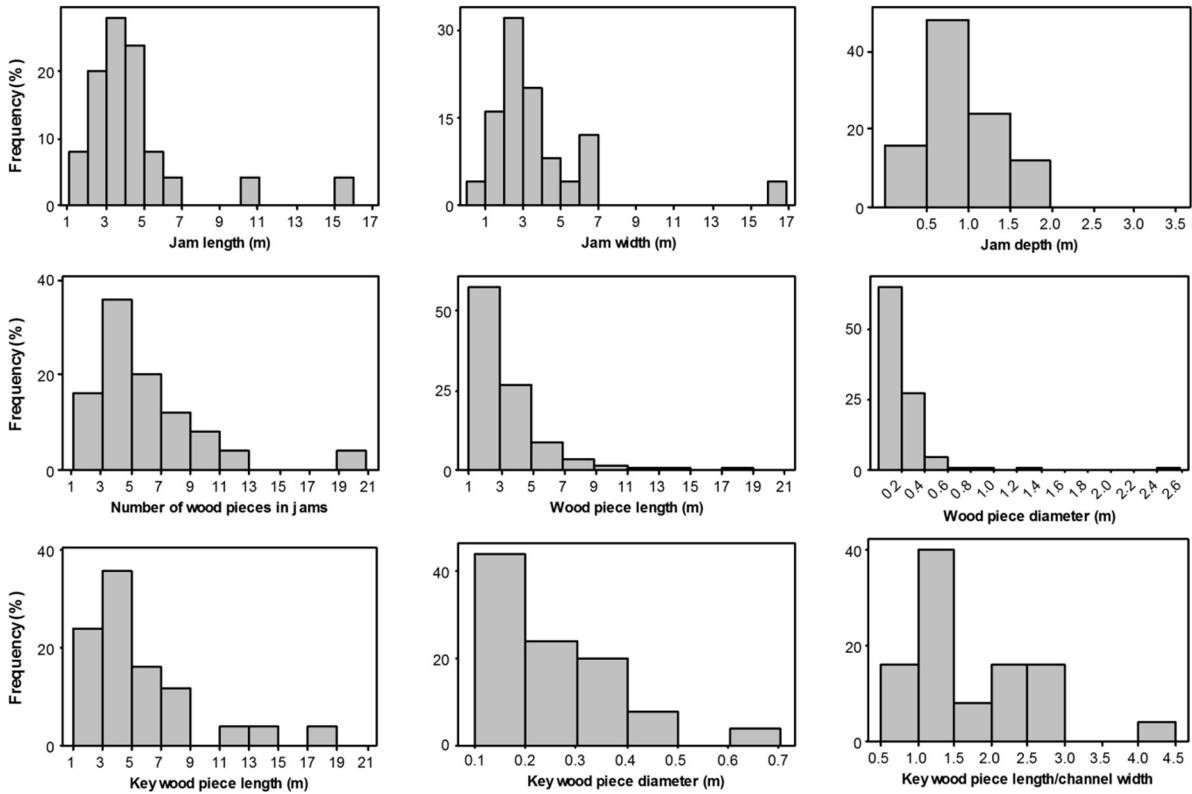 Frequency (%)
20
10
0
1 3 5 7 9 11 13 15 17
Jam length (m)
30
15
0
1 3 5 7 9 11 13 15 17
Jam width (m)
40
20
0
0.5 1.0 1.5 2.0 2.5 3.0 3.5
Jam depth (m)
Frequency (%)
40
20
0
1 3 5 7 9 11 13 15 17 19 21
Number of wood pieces in jams
50
25
0
1 3 5 7 9 11 13 15 17 19 21
Wood piece length (m)
50
25
0
0.2 0.4 0.6 0.8 1.0 1.2 1.4 1.6 1.8 2.0 2.2 2.4 2.6
Wood piece diameter (m)
Frequency (%)
40
20
0
1 3 5 7 9 11 13 15 17 19 21
Key wood piece length (m)
40
20
0
0.1 0.2 0.3 0.4 0.5 0.6 0.7
Key wood piece diameter (m)
40
20
0
0.5 1.0 1.5 2.0 2.5 3.0 3.5 4.0 4.5
Key wood piece length/channel width